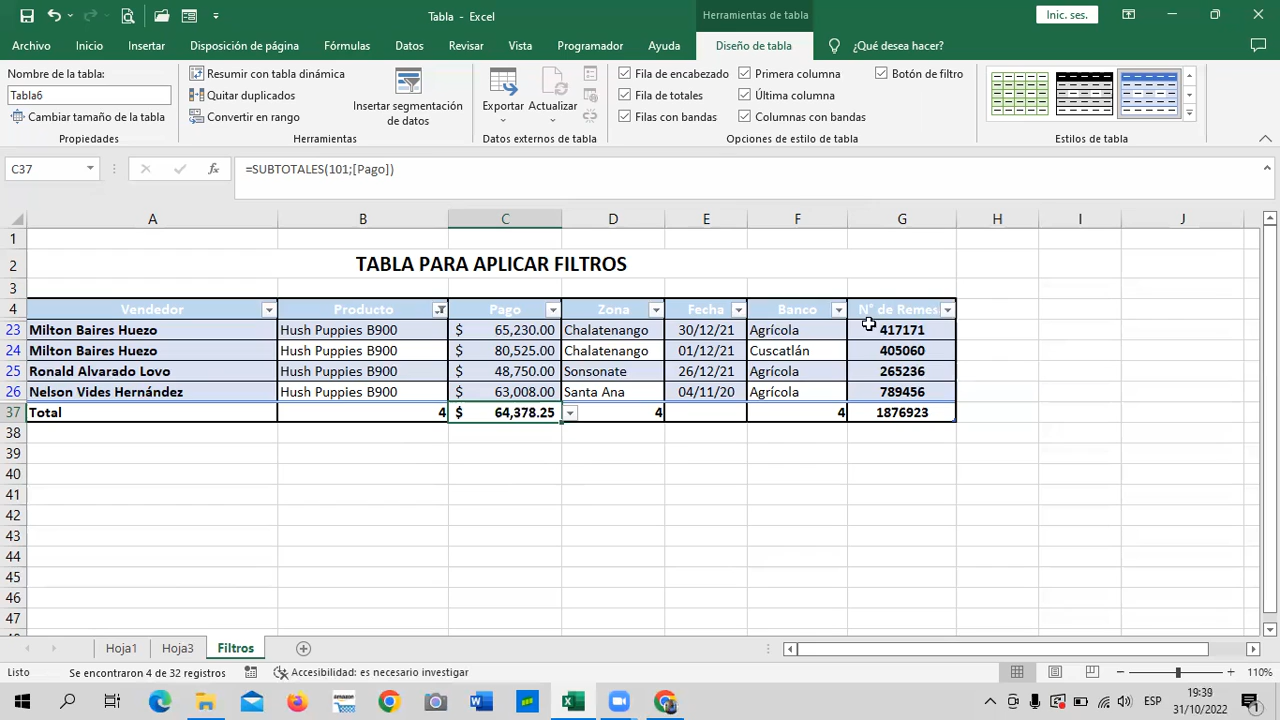 Tabla - Excel
Herramientas de tabla
Inic. ses.
Archivo Inicio Insertar Disposición de página Fórmulas Datos Revisar Vista Programador Ayuda Diseño de tabla ¿Qué desea hacer?
Nombre de la tabla:
Tabla6
Cambiar tamaño de la tabla
Propiedades
Resumir con tabla dinámica
Quitar duplicados
Convertir en rango
Insertar segmentación de datos
Herramientas
Exportar Actualizar
Datos externos de tabla
Fila de encabezado Primera columna Botón de filtro
Fila de totales Última columna
Filas con bandas Columnas con bandas
Opciones de estilo de tabla
Estilos de tabla
C37 fx =SUBTOTALES(101;[Pago])
A B C D E F G H I J
1
2 TABLA PARA APLICAR FILTROS
3
4 Vendedor Producto Pago Zona Fecha Banco N° de Remes
23 Milton Baires Huezo Hush Puppies B900 $ 65,230.00 Chalatenango 30/12/21 Agrícola 417171
24 Milton Baires Huezo Hush Puppies B900 $ 80,525.00 Chalatenango 01/12/21 Cuscatlán 405060
25 Ronald Alvarado Lovo Hush Puppies B900 $ 48,750.00 Sonsonate 26/12/21 Agrícola 265236
26 Nelson Vides Hernández Hush Puppies B900 $ 63,008.00 Santa Ana 04/11/20 Agrícola 789456
37 Total 4 $ 64,378.25 4 4 1876923
38
39
40
41
42
43
44
45
46
47
Hoja1 Hoja3 Filtros
Listo Se encontraron 4 de 32 registros Accesibilidad: es necesario investigar 110%
ESP 19:39
31/10/2022